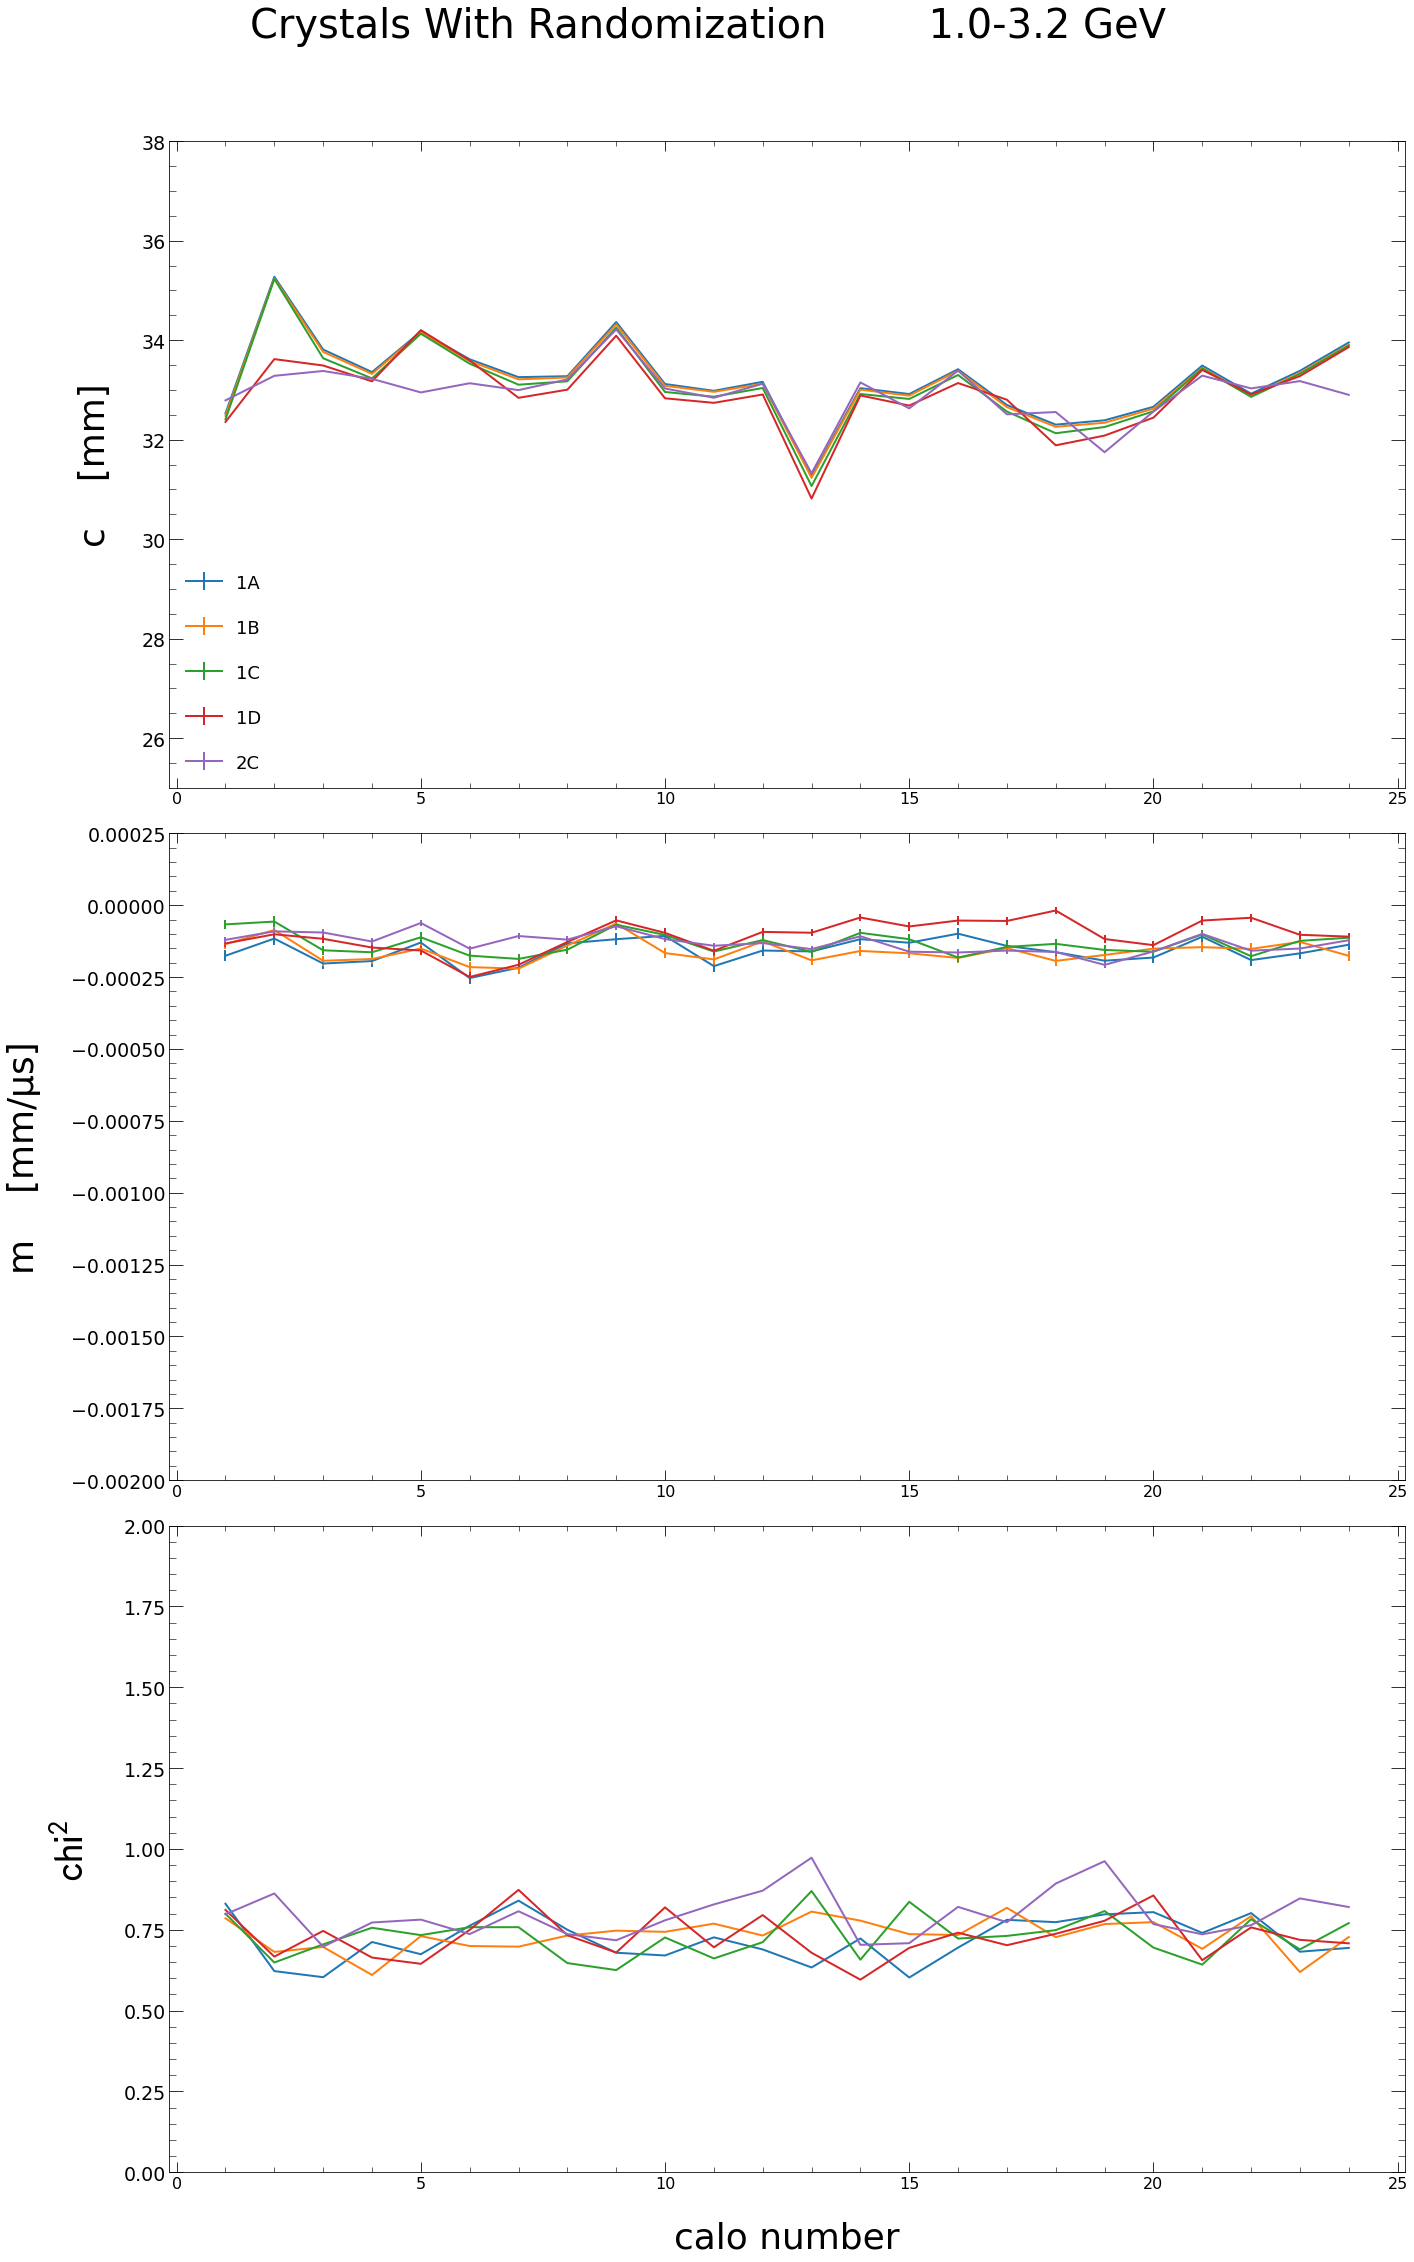 Crystals With Randomization 1.0-3.2 GeV
38
36
34
32
30
28
26
c [mm]
1A
1B
1C
1D
2C
0 5 10 15 20 25
0.00025
0.00000
−0.00025
−0.00050
−0.00075
−0.00100
−0.00125
−0.00150
−0.00175
−0.00200
m [mm/μs]
0 5 10 15 20 25
2.00
1.75
1.50
1.25
1.00
0.75
0.50
0.25
0.00
chi²
0 5 10 15 20 25
calo number